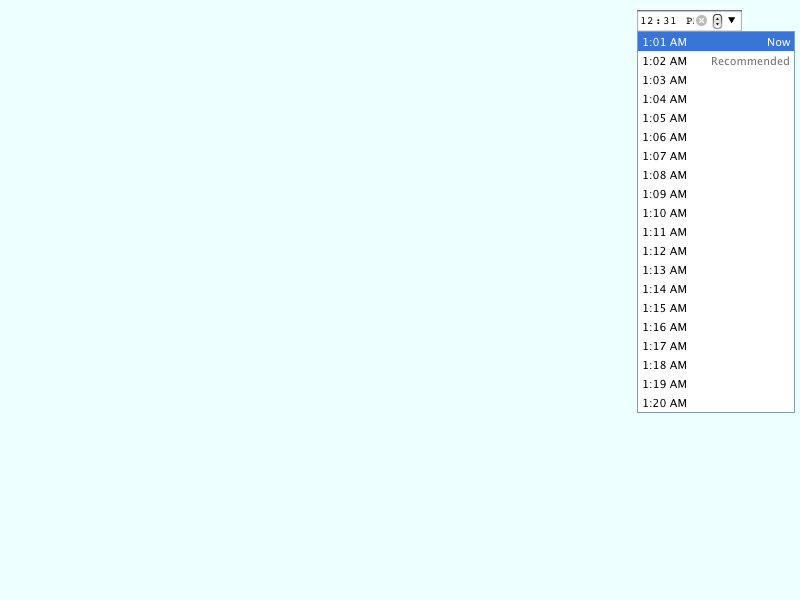 12:31
1:01 AM Now
1:02 AM Recommended
1:03 AM
1:04 AM
1:05 AM
1:06 AM
1:07 AM
1:08 AM
1:09 AM
1:10 AM
1:11 AM
1:12 AM
1:13 AM
1:14 AM
1:15 AM
1:16 AM
1:17 AM
1:18 AM
1:19 AM
1:20 AM